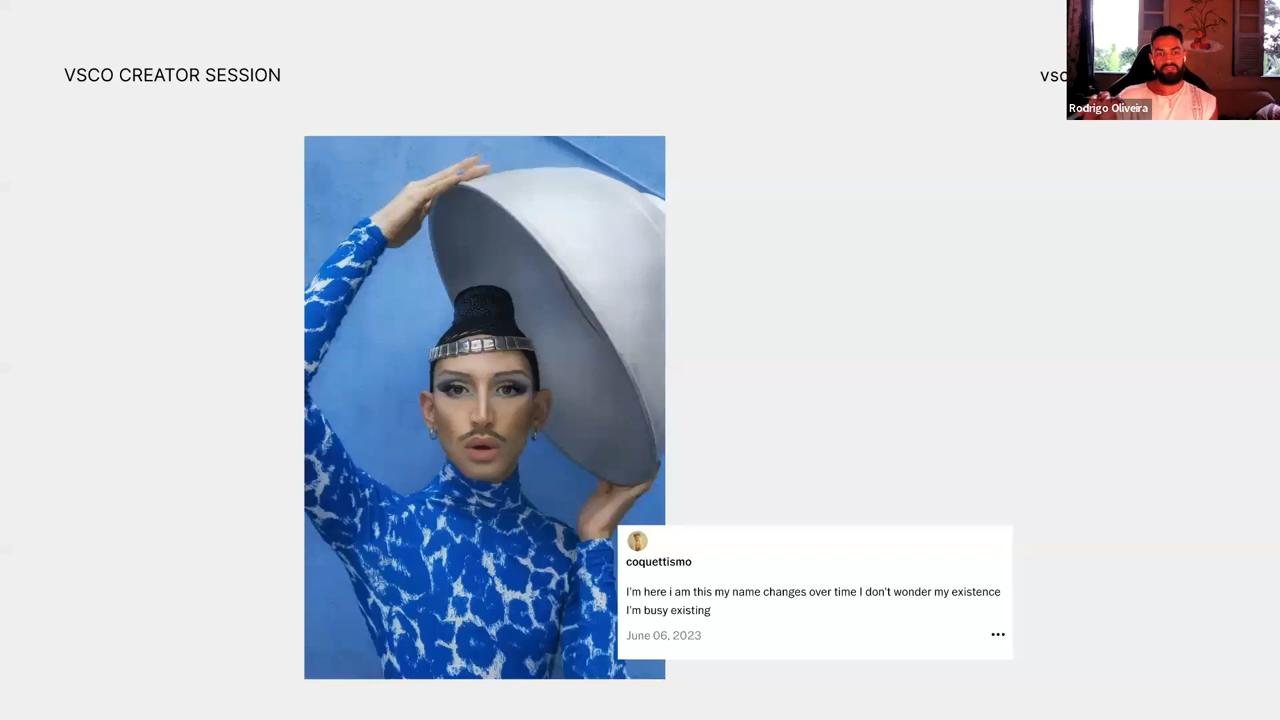 VSCO CREATOR SESSION
VSC
Rodrigo Oliveira
coquettismo
I'm here i am this my name changes over time I don't wonder my existence
I'm busy existing
June 06, 2023